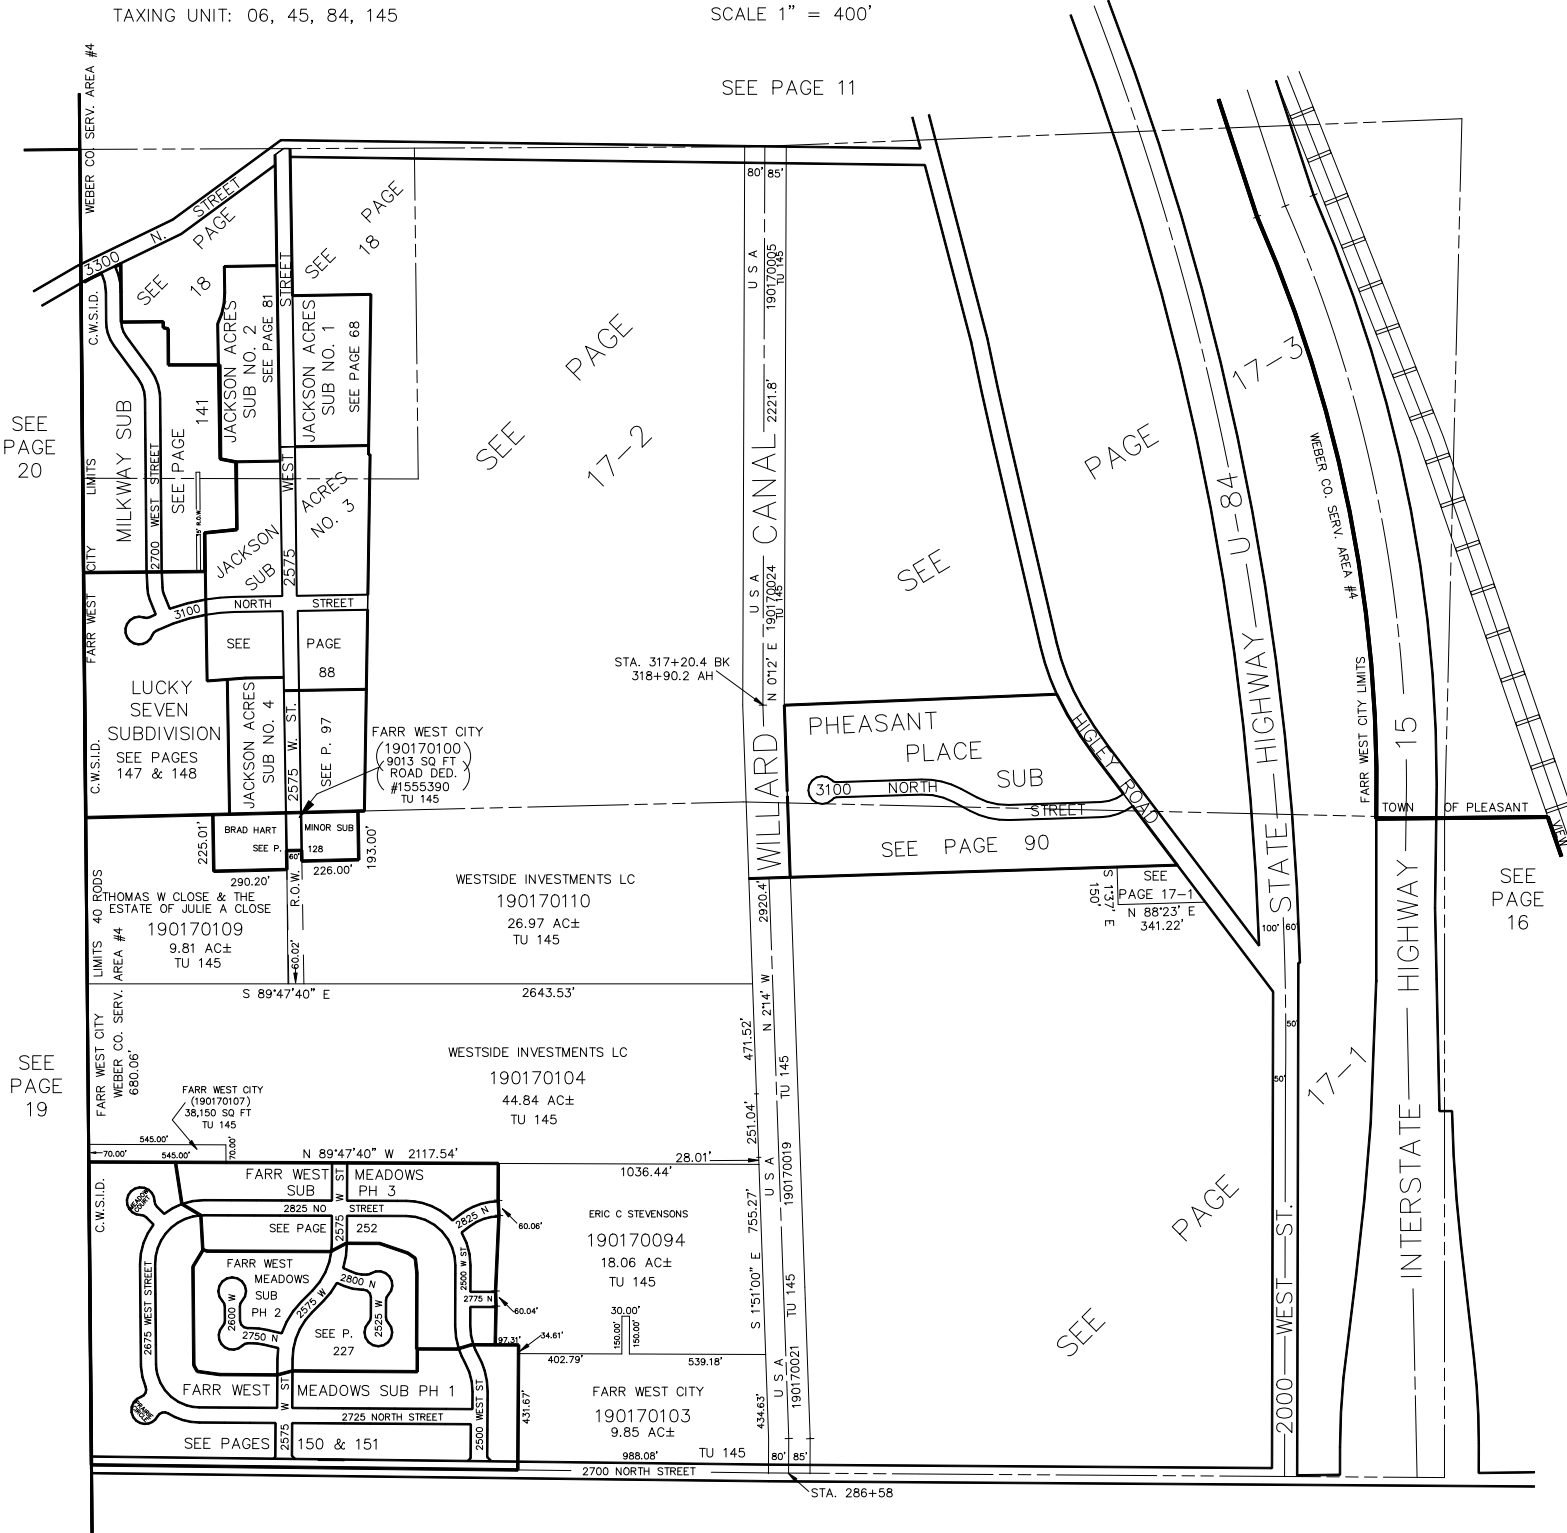 TAXING UNIT: 06, 45, 84, 145
SCALE 1" = 400'
SEE PAGE 11
WEBER CO. SERV. AREA #4
3300 N. STREET
SEE PAGE
18
SEE PAGE
18
80' 85'
U S A
190170005
TU 145
C.W.S.I.D.
JACKSON ACRES
SUB NO. 2
SEE PAGE 81
JACKSON ACRES
SUB NO. 1
SEE PAGE 68
2575 WEST STREET
SEE PAGE
17-2
2221.8'
PAGE 17-3
SEE
PAGE
20
MILKWAY SUB
SEE PAGE
141
2700 WEST STREET
15' R.O.W.
FARR WEST CITY LIMITS
JACKSON ACRES
SUB NO. 3
WILLARD CANAL
SEE
STATE HIGHWAY U-84
WEBER CO. SERV. AREA #4
U S A
190170024
TU 145
N 0°12' E
3100 NORTH STREET
SEE PAGE
88
STA. 317+20.4 BK
318+90.2 AH
FARR WEST CITY LIMITS
LUCKY
SEVEN
SUBDIVISION
SEE PAGES
147 & 148
C.W.S.I.D.
JACKSON ACRES
SUB NO. 4
2575 W. ST.
SEE P. 97
FARR WEST CITY
(190170100)
9013 SQ FT
ROAD DED.
#1555390
TU 145
PHEASANT
PLACE
SUB
3100 NORTH STREET
SEE PAGE 90
HIGLEY ROAD
TOWN OF PLEASANT
VIEW
BRAD HART MINOR SUB
SEE P. 128
225.01'
193.00'
60'
226.00'
290.20'
R.O.W.
60.02'
THOMAS W CLOSE & THE
ESTATE OF JULIE A CLOSE
190170109
9.81 AC±
TU 145
WESTSIDE INVESTMENTS LC
190170110
26.97 AC±
TU 145
2920.4'
SEE
PAGE 17-1
S 1°37' E
150'
N 88°23' E
341.22'
100' 60'
SEE
PAGE
16
LIMITS 40 RODS
S 89°47'40" E 2643.53'
N 2°14' W
50'
50'
17-1
INTERSTATE HIGHWAY 15
SEE
PAGE
19
FARR WEST CITY
WEBER CO. SERV. AREA #4
680.06'
WESTSIDE INVESTMENTS LC
190170104
44.84 AC±
TU 145
471.52'
TU 145
251.04'
FARR WEST CITY
(190170107)
38,150 SQ FT
TU 145
545.00'
70.00' 545.00'
70.00'
N 89°47'40" W 2117.54'
28.01'
1036.44'
U S A
190170019
C.W.S.I.D.
FARR WEST MEADOWS
SUB PH 3
MEADOW
COURT
2825 NO STREET
SEE PAGE 252
2575 W ST
2825 N
60.06'
ERIC C STEVENSONS
190170094
18.06 AC±
TU 145
S 1°51'00" E 755.27'
TU 145
PAGE
SEE
2000 WEST ST.
2675 WEST STREET
FARR WEST
MEADOWS
SUB
PH 2
2800 N
2575 W
2600 W
2525 W
2750 N
2500 W ST
2775 N
60.04'
SEE P.
227
30.00'
150.00' 150.00'
97.31' 34.61'
402.79'
539.18'
U S A
190170021
FARR WEST MEADOWS SUB PH 1
PRAIRIE
CIRCLE
2575 W ST
2725 NORTH STREET
2500 WEST ST
431.67'
FARR WEST CITY
190170103
9.85 AC±
TU 145
434.63'
SEE PAGES 150 & 151
988.08'
80' 85'
2700 NORTH STREET
STA. 286+58